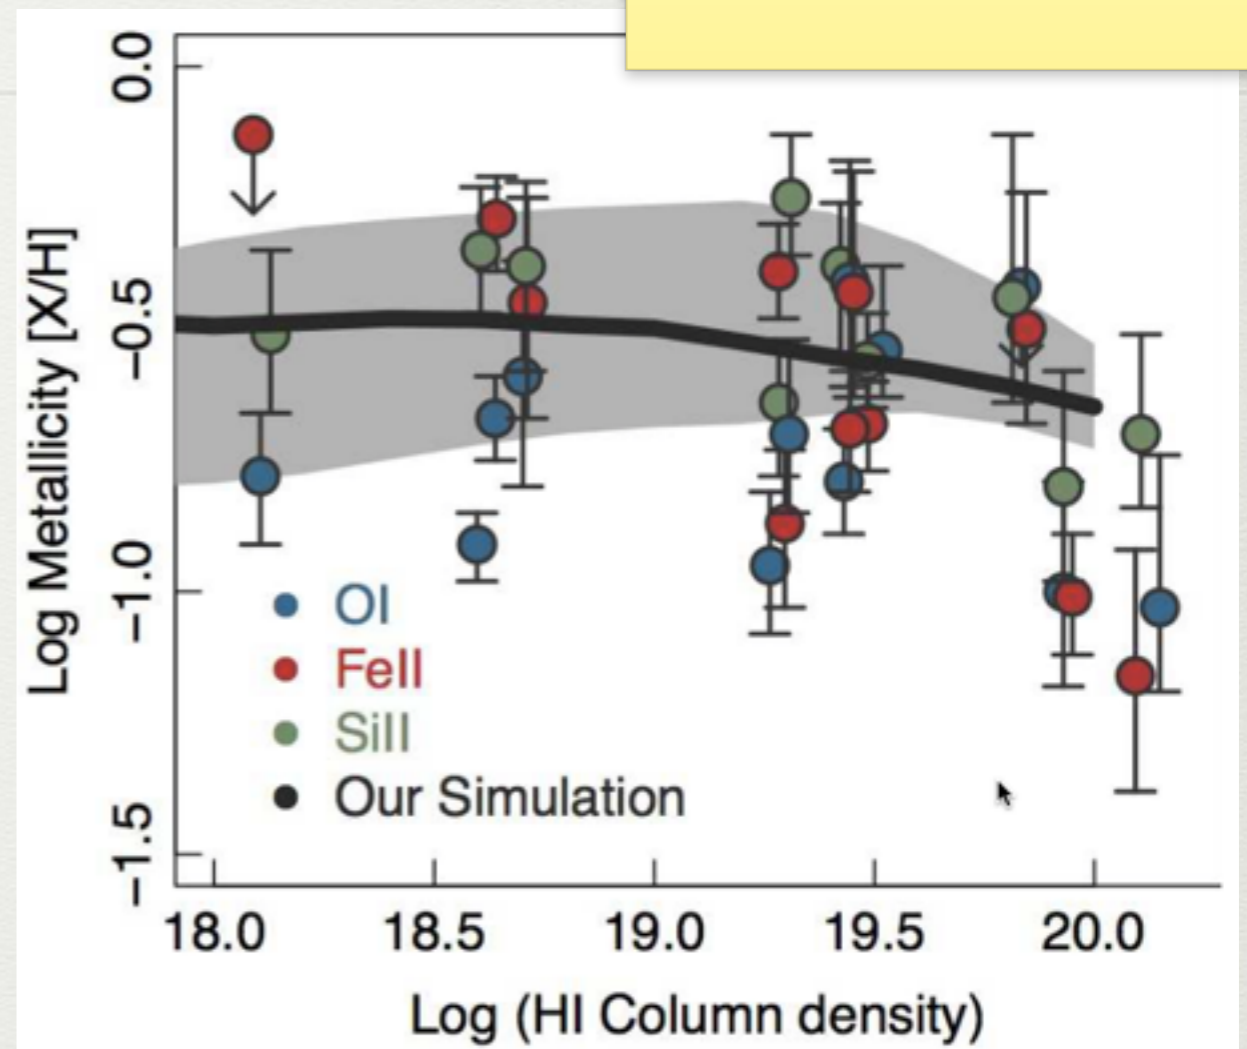 0.0
−0.5
−1.0
−1.5
Log Metallicity [X/H]
OI
FeII
SiII
Our Simulation
18.0 18.5 19.0 19.5 20.0
Log (HI Column density)